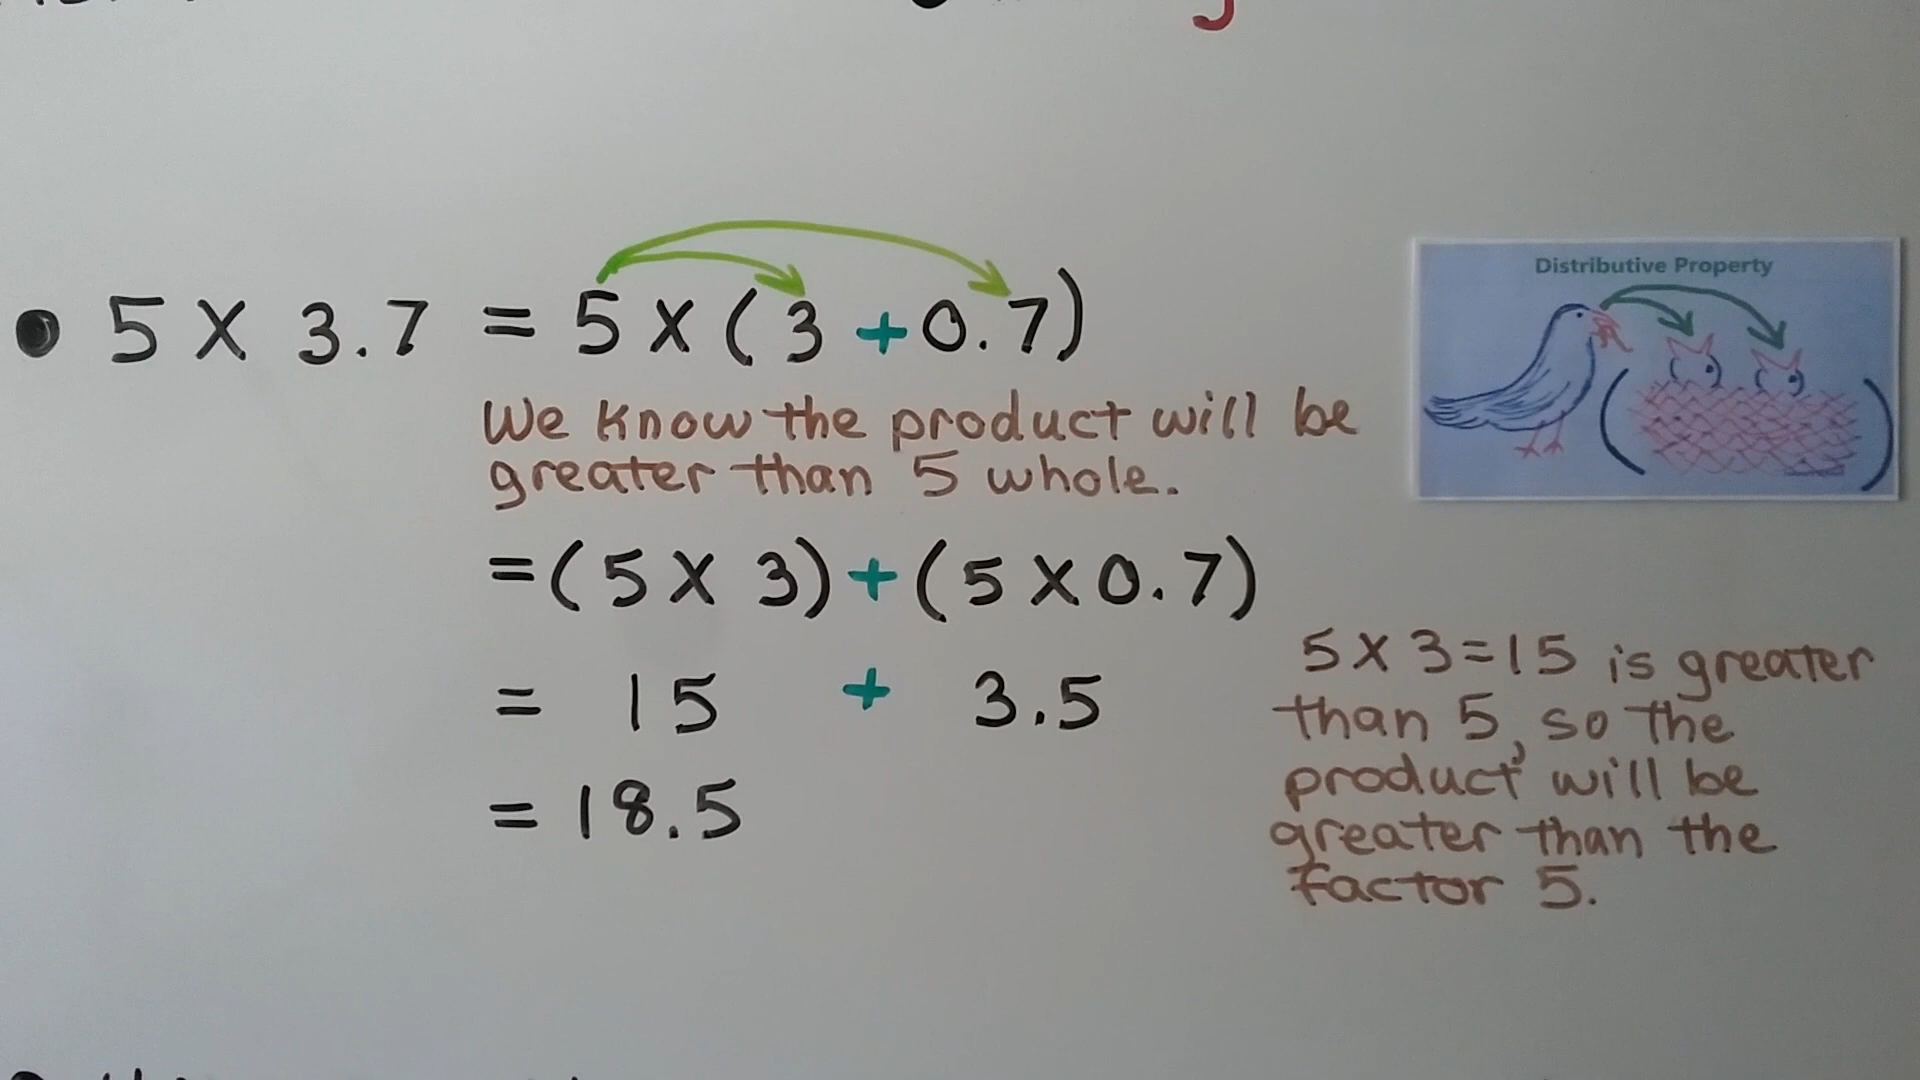 5 X 3.7 = 5 X (3 + 0.7)
Distributive Property
We know the product will be
greater than 5 whole.
= (5 X 3) + (5 X 0.7)
= 15 + 3.5
= 18.5
5 X 3 = 15 is greater
than 5, so the
product will be
greater than the
factor 5.